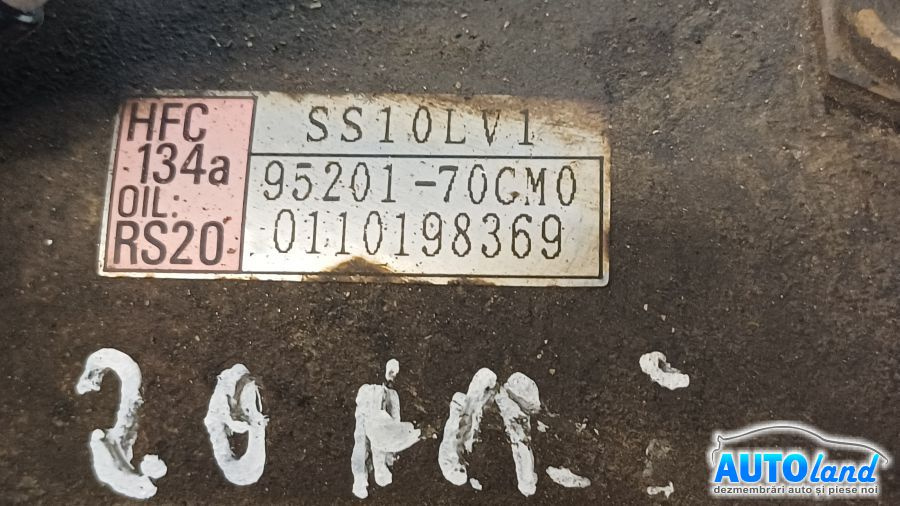 HFC
134a
OIL:
RS20
SS10LV1
95201-70CM0
0110198369
AUTOland
dezmembrări auto și piese noi